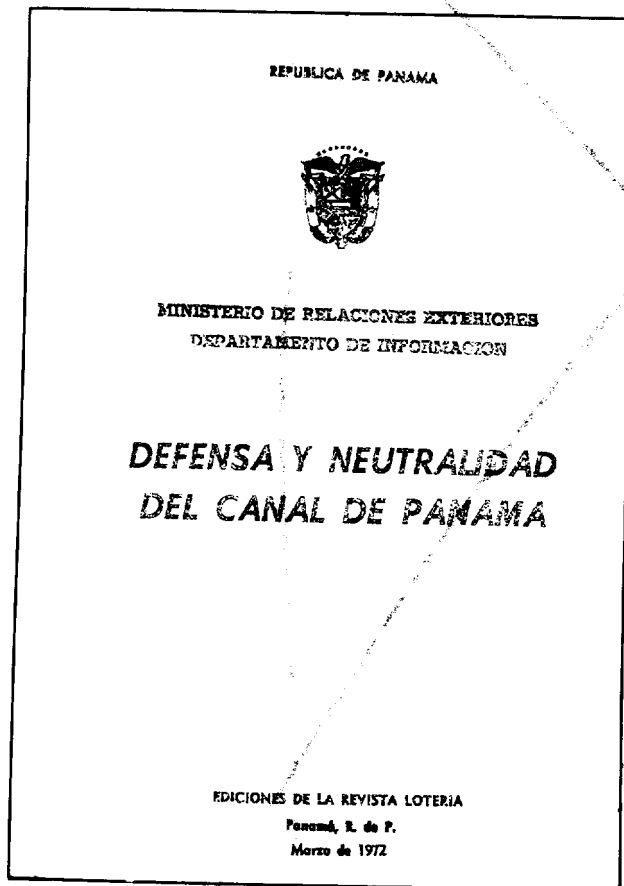 REPUBLICA DE PANAMA
MINISTERIO DE RELACIONES EXTERIORES
DEPARTAMENTO DE INFORMACION
DEFENSA Y NEUTRALIDAD
DEL CANAL DE PANAMA
EDICIONES DE LA REVISTA LOTERIA
Panamá, R. de P.
Marzo de 1972